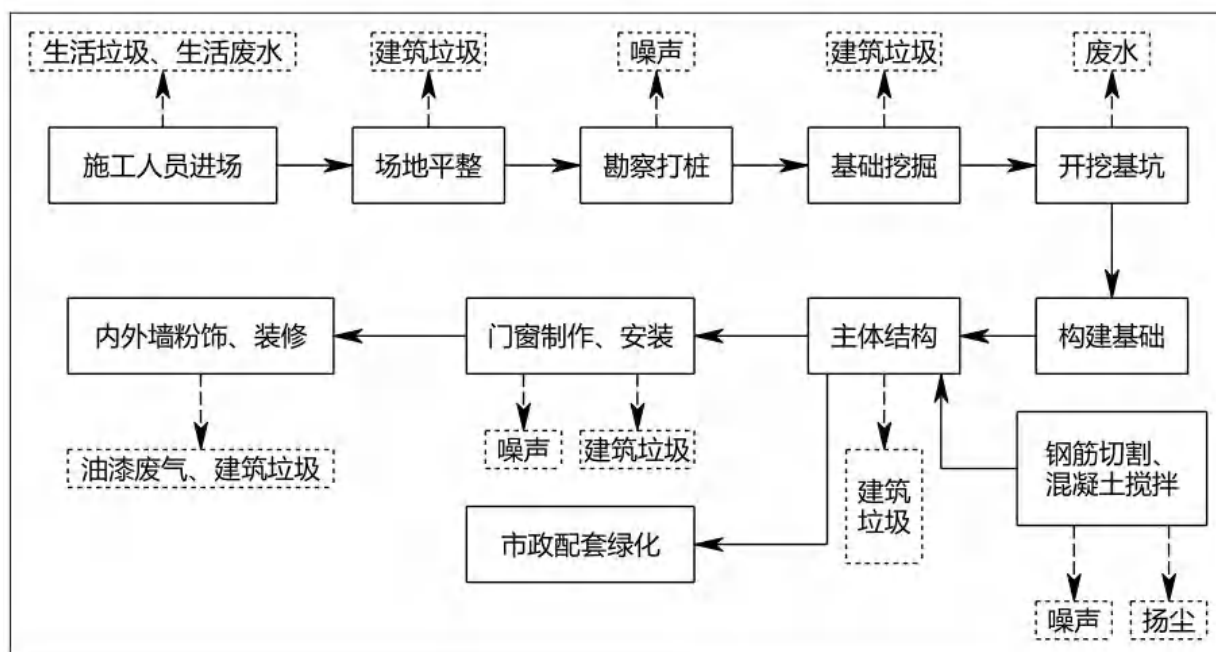 生活垃圾、生活废水
建筑垃圾
噪声
建筑垃圾
废水
施工人员进场
场地平整
勘察打桩
基础挖掘
开挖基坑
内外墙粉饰、装修
门窗制作、安装
主体结构
构建基础
油漆废气、建筑垃圾
噪声
建筑垃圾
建筑
垃圾
钢筋切割、
混凝土搅拌
市政配套绿化
噪声
扬尘